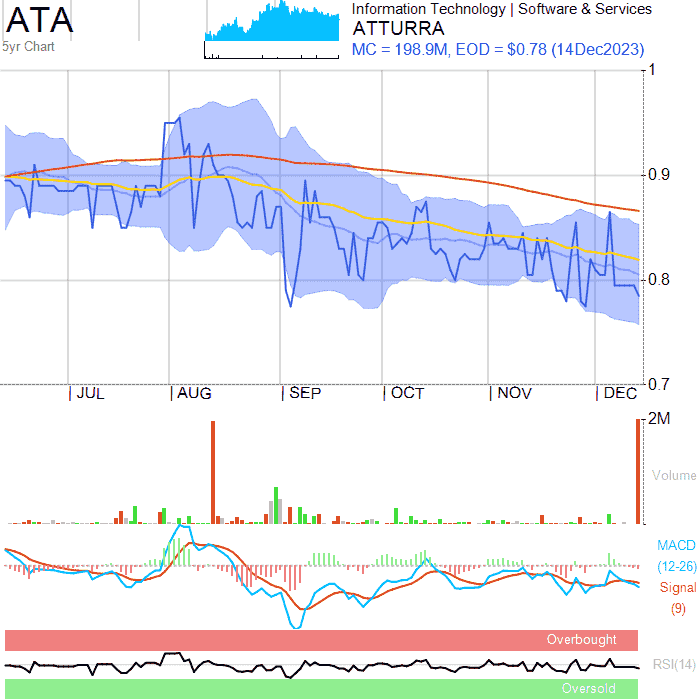 ATA
5yr Chart
Information Technology | Software & Services
ATTURRA
MC = 198.9M, EOD = $0.78 (14Dec2023)
1
0.9
0.8
0.7
JUL
AUG
SEP
OCT
NOV
DEC
2M
Volume
MACD
(12-26)
Signal
(9)
Overbought
RSI(14)
Oversold